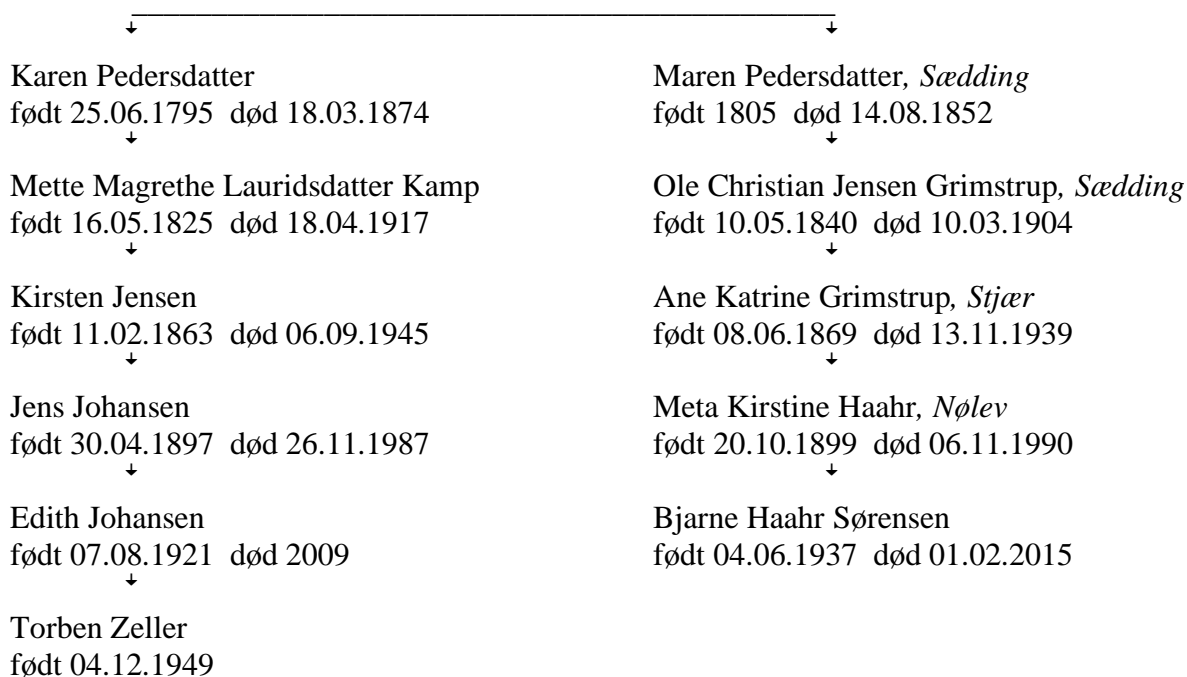 Karen Pedersdatter
født 25.06.1795 død 18.03.1874
Mette Magrethe Lauridsdatter Kamp
født 16.05.1825 død 18.04.1917
Kirsten Jensen
født 11.02.1863 død 06.09.1945
Jens Johansen
født 30.04.1897 død 26.11.1987
Edith Johansen
født 07.08.1921 død 2009
Torben Zeller
født 04.12.1949
Maren Pedersdatter, Sædding
født 1805 død 14.08.1852
Ole Christian Jensen Grimstrup, Sædding
født 10.05.1840 død 10.03.1904
Ane Katrine Grimstrup, Stjær
født 08.06.1869 død 13.11.1939
Meta Kirstine Haahr, Nølev
født 20.10.1899 død 06.11.1990
Bjarne Haahr Sørensen
født 04.06.1937 død 01.02.2015